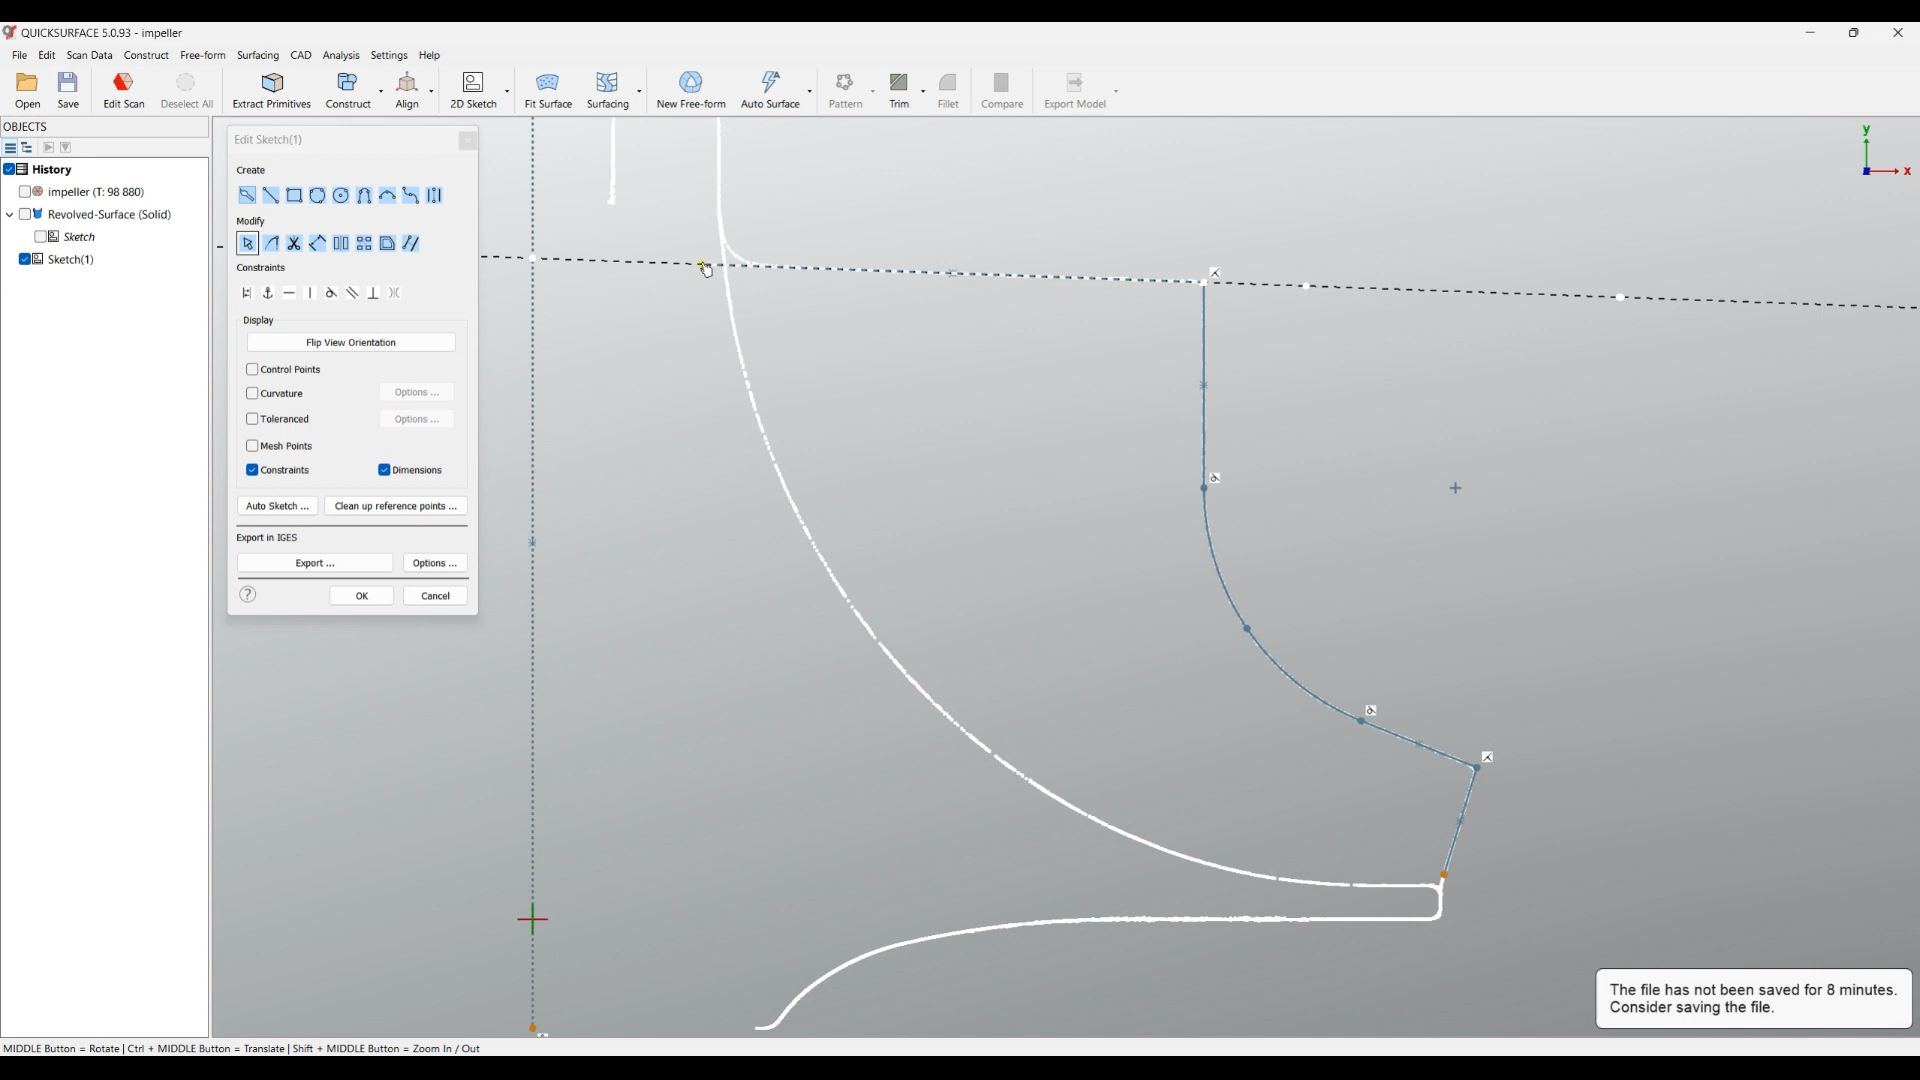 QUICKSURFACE 5.0.93 - impeller
File Edit Scan Data Construct Free-form Surfacing CAD Analysis Settings Help
Open Save Edit Scan Deselect All Extract Primitives Construct Align 2D Sketch Fit Surface Surfacing New Free-form Auto Surface Pattern Trim Fillet Compare Export Model
OBJECTS
History
impeller (T: 98 880)
Revolved-Surface (Solid)
Sketch
Sketch(1)
Edit Sketch(1)
Create
Modify
Constraints
Display
Flip View Orientation
Control Points
Curvature Options ...
Toleranced Options ...
Mesh Points
Constraints Dimensions
Auto Sketch ... Clean up reference points ...
Export in IGES
Export ... Options ...
? OK Cancel
y
x
The file has not been saved for 8 minutes.
Consider saving the file.
MIDDLE Button = Rotate | Ctrl + MIDDLE Button = Translate | Shift + MIDDLE Button = Zoom In / Out